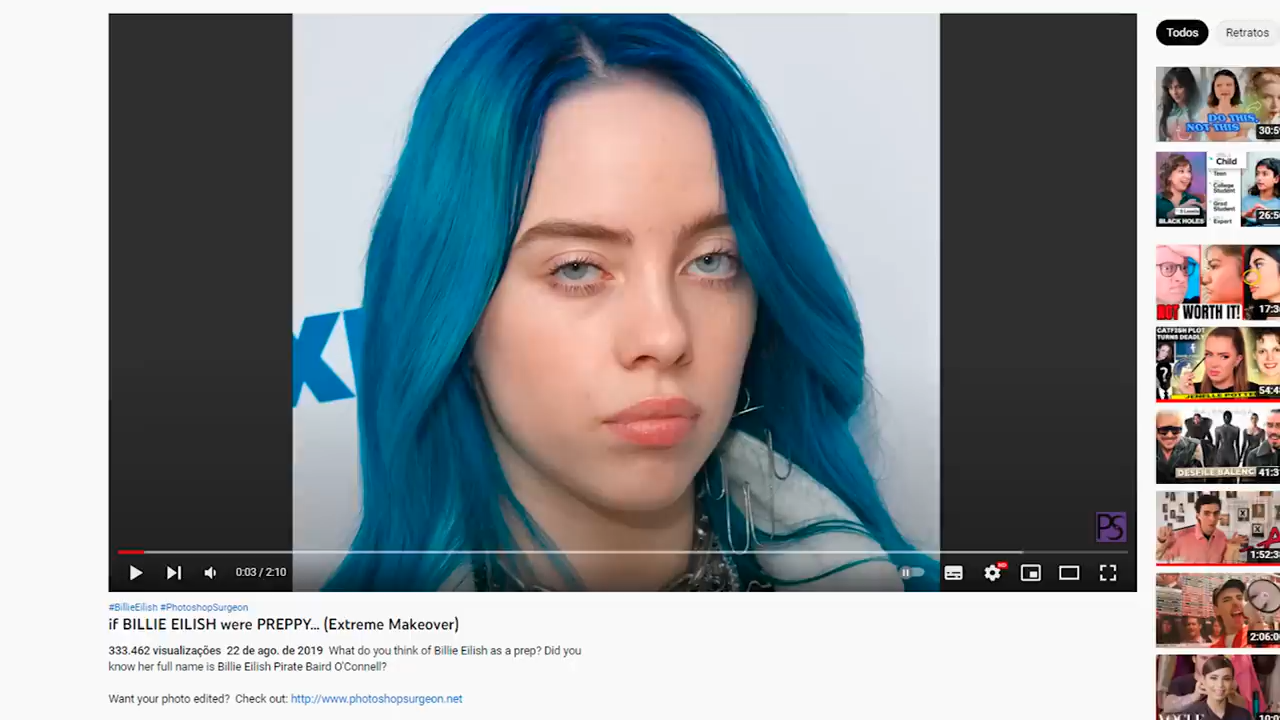 Todos
Retratos
DO THIS,
NOT THIS
30:5
Child
Teen
College
Student
Grad
Student
Expert
5 Levels
BLACK HOLES
26:5
NOT WORTH IT!
17:3
CATFISH PLOT
TURNS DEADLY
?
54:4
DESFILE BALENC
41:3
1:52:3
2:06:0
VOGUE
PS
0:03 / 2:10
HD
#BillieEilish #PhotoshopSurgeon
if BILLIE EILISH were PREPPY... (Extreme Makeover)
333.462 visualizações 22 de ago. de 2019 What do you think of Billie Eilish as a prep? Did you
know her full name is Billie Eilish Pirate Baird O'Connell?
Want your photo edited? Check out: http://www.photoshopsurgeon.net